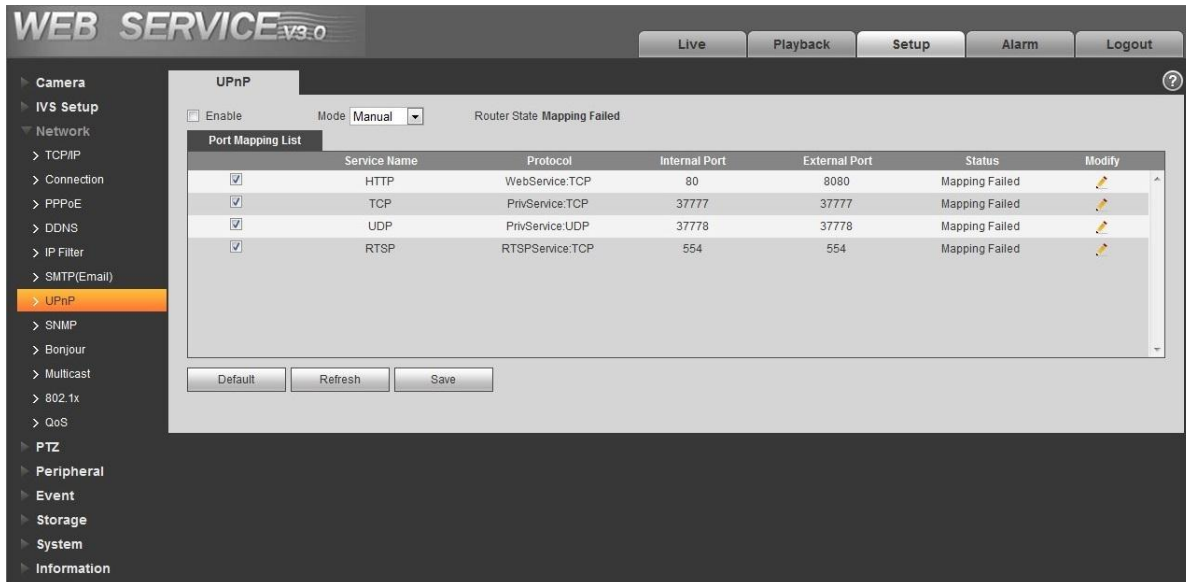 WEB SERVICE V3.0
Live Playback Setup Alarm Logout
Camera
IVS Setup
Network
TCP/IP
Connection
PPPoE
DDNS
IP Filter
SMTP(Email)
UPnP
SNMP
Bonjour
Multicast
802.1x
QoS
PTZ
Peripheral
Event
Storage
System
Information
UPnP
?
Enable Mode Manual Router State Mapping Failed
Port Mapping List
Service Name Protocol Internal Port External Port Status Modify
HTTP WebService:TCP 80 8080 Mapping Failed
TCP PrivService:TCP 37777 37777 Mapping Failed
UDP PrivService:UDP 37778 37778 Mapping Failed
RTSP RTSPService:TCP 554 554 Mapping Failed
Default Refresh Save